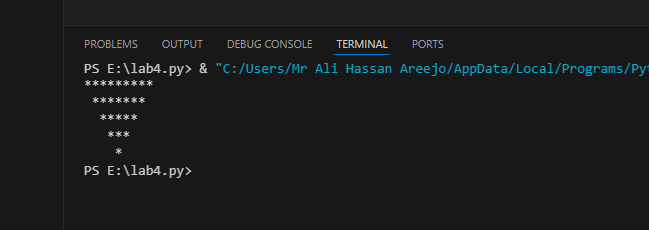 PROBLEMS OUTPUT DEBUG CONSOLE TERMINAL PORTS
PS E:\lab4.py> & "C:/Users/Mr Ali Hassan Areejo/AppData/Local/Programs/Pyt
*********
 *******
  *****
   ***
    *
PS E:\lab4.py>